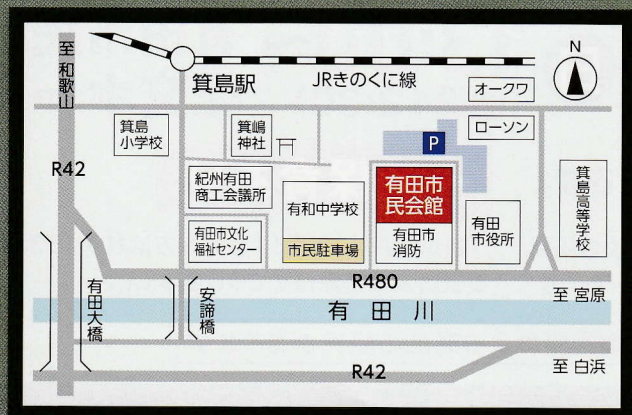 至 和歌山
N
箕島駅
JRきのくに線
オークワ
ローソン
箕島
小学校
箕嶋
神社
P
R42
紀州有田
商工会議所
有和中学校
有田市
民会館
箕島高等学校
有田市文化
福祉センター
市民駐車場
有田市
消防
有田
市役所
R480
有田大橋
安諦橋
有田川
至 宮原
至 白浜
R42